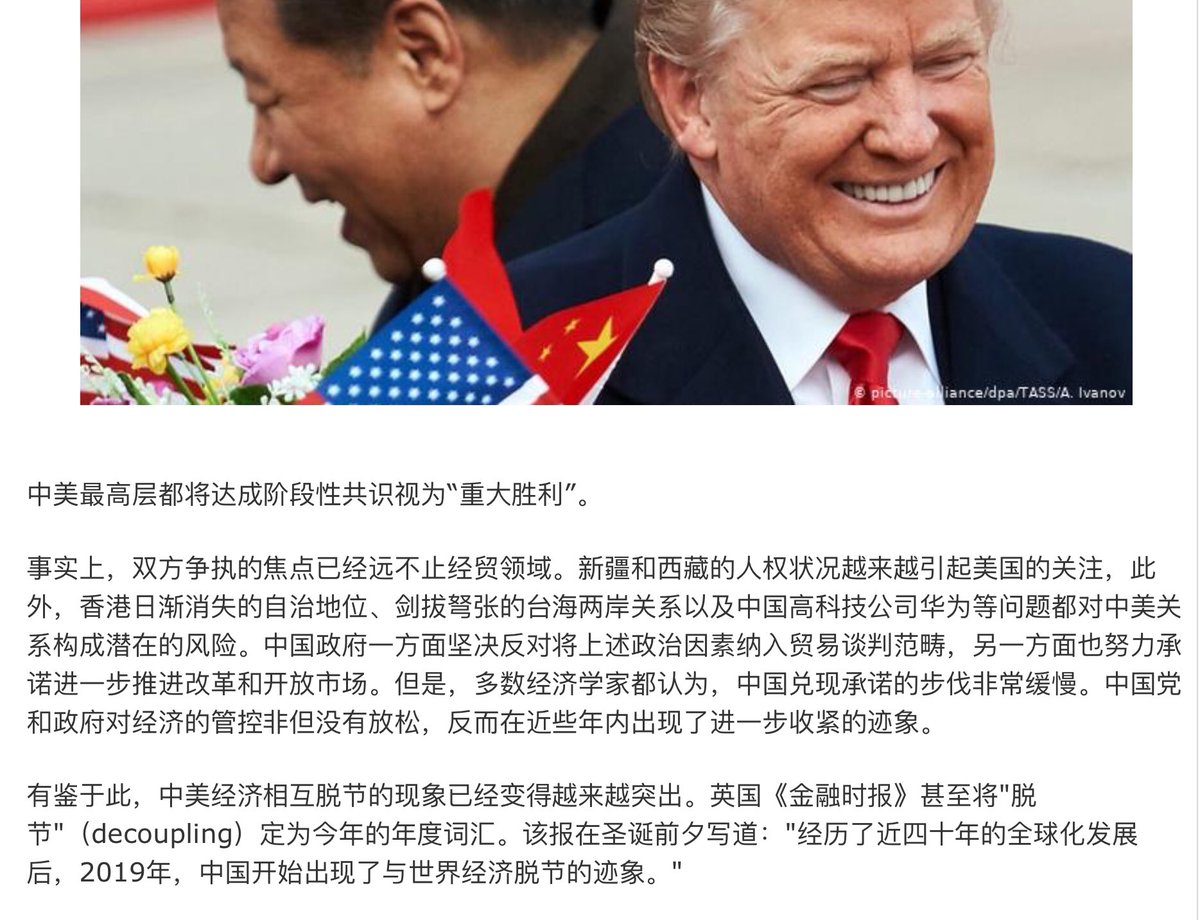 © picture-alliance/dpa/TASS/A. Ivanov
中美最高层都将达成阶段性共识视为“重大胜利”。
事实上，双方争执的焦点已经远不止经贸领域。新疆和西藏的人权状况越来越引起美国的关注，此
外，香港日渐消失的自治地位、剑拔弩张的台海两岸关系以及中国高科技公司华为等问题都对中美关
系构成潜在的风险。中国政府一方面坚决反对将上述政治因素纳入贸易谈判范畴，另一方面也努力承
诺进一步推进改革和开放市场。但是，多数经济学家都认为，中国兑现承诺的步伐非常缓慢。中国党
和政府对经济的管控非但没有放松，反而在近些年内出现了进一步收紧的迹象。
有鉴于此，中美经济相互脱节的现象已经变得越来越突出。英国《金融时报》甚至将"脱
节"（decoupling）定为今年的年度词汇。该报在圣诞前夕写道："经历了近四十年的全球化发展
后，2019年，中国开始出现了与世界经济脱节的迹象。"